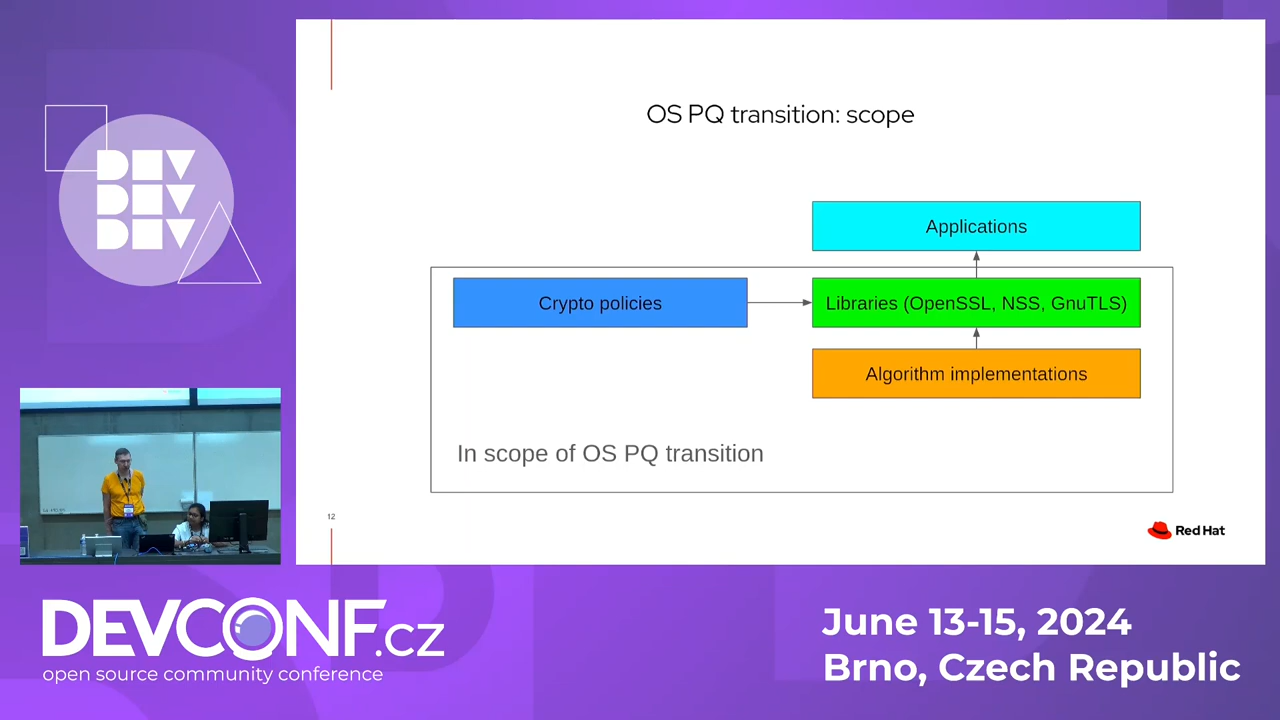 OS PQ transition: scope
Applications
Crypto policies
Libraries (OpenSSL, NSS, GnuTLS)
Algorithm implementations
In scope of OS PQ transition
12
Red Hat
DEV
DEV
DEV
DEVCONF.cz
open source community conference
June 13-15, 2024
Brno, Czech Republic